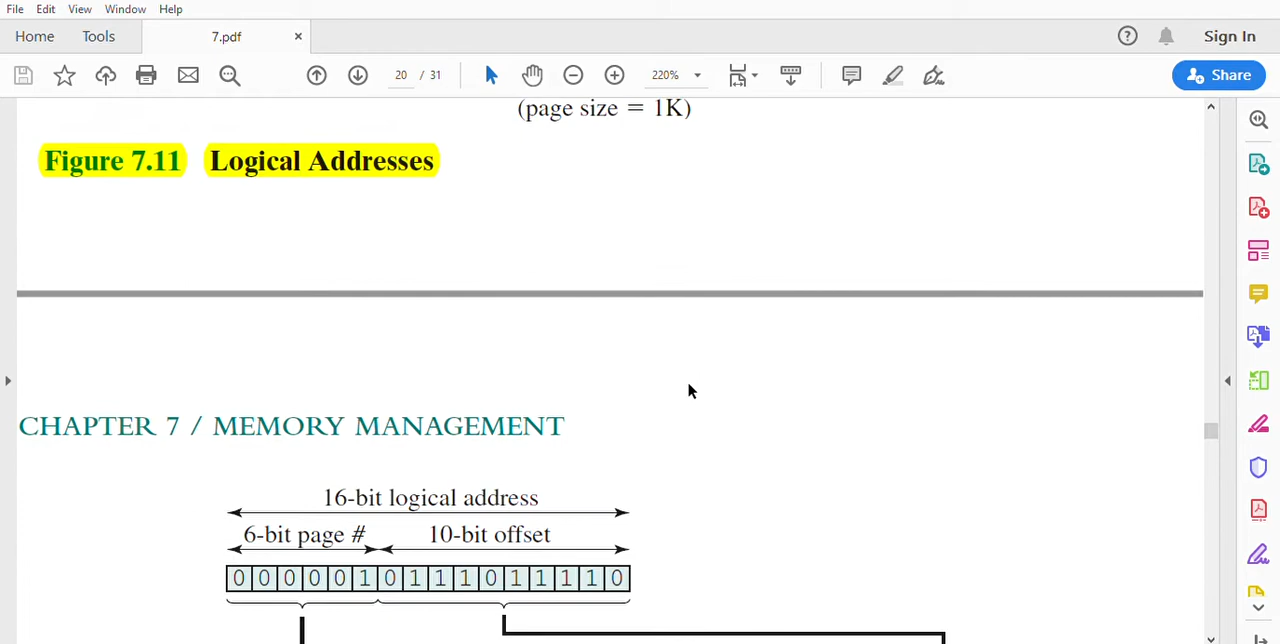 File Edit View Window Help
Home Tools 7.pdf × Sign In
20 / 31 220% Share
(page size = 1K)
Figure 7.11 Logical Addresses
CHAPTER 7 / MEMORY MANAGEMENT
16-bit logical address
6-bit page # 10-bit offset
0 0 0 0 0 1 0 1 1 1 0 1 1 1 1 0